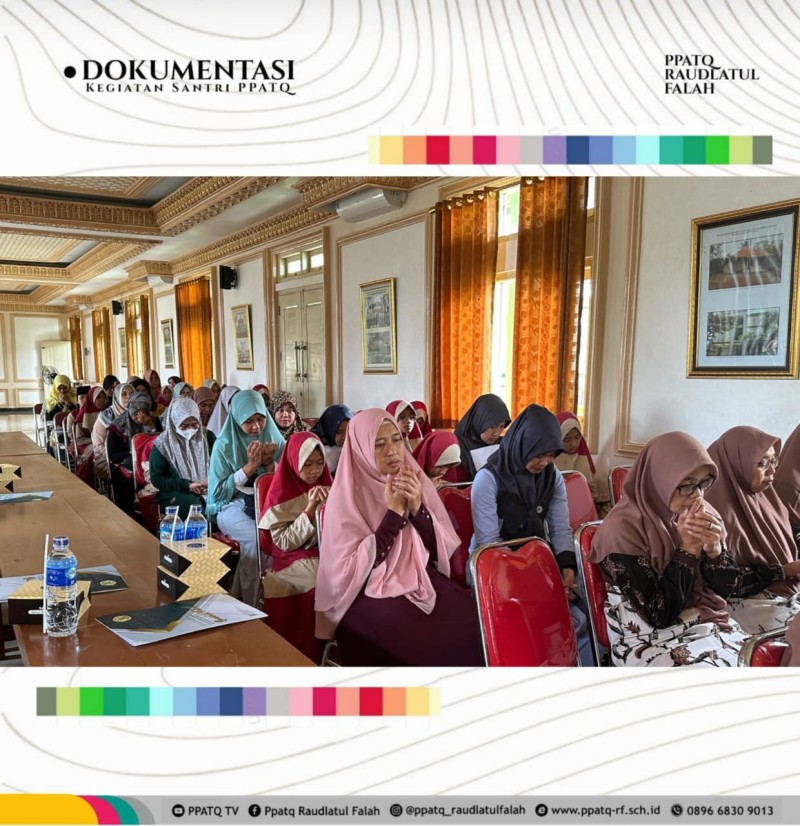 DOKUMENTASI
Kegiatan Santri PPATQ
PPATQ
RAUDLATUL
FALAH
PPATQ TV Ppatq Raudlatul Falah @ppatq_raudlatulfalah www.ppatq-rf.sch.id 0896 6830 9013